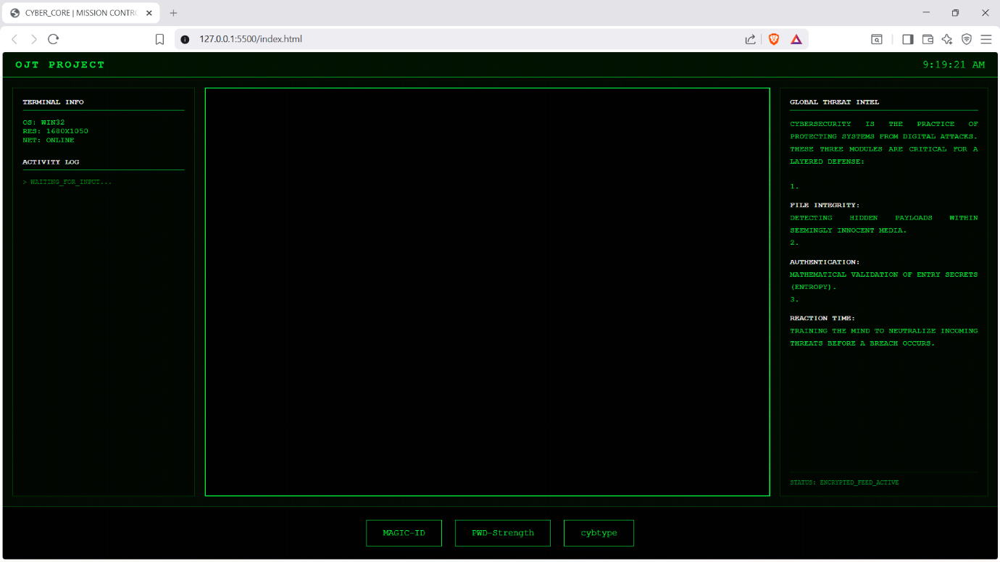 CYBER_CORE | MISSION CONTRO
127.0.0.1:5500/index.html
OJT PROJECT
9:19:21 AM
TERMINAL INFO
OS: WIN32
RES: 1680X1050
NET: ONLINE
ACTIVITY LOG
> WAITING_FOR_INPUT...
GLOBAL THREAT INTEL
CYBERSECURITY IS THE PRACTICE OF
PROTECTING SYSTEMS FROM DIGITAL ATTACKS.
THESE THREE MODULES ARE CRITICAL FOR A
LAYERED DEFENSE:
1.
FILE INTEGRITY:
DETECTING HIDDEN PAYLOADS WITHIN
SEEMINGLY INNOCENT MEDIA.
2.
AUTHENTICATION:
MATHEMATICAL VALIDATION OF ENTRY SECRETS
(ENTROPY).
3.
REACTION TIME:
TRAINING THE MIND TO NEUTRALIZE INCOMING
THREATS BEFORE A BREACH OCCURS.
STATUS: ENCRYPTED_FEED_ACTIVE
MAGIC-ID
PWD-Strength
cybtype